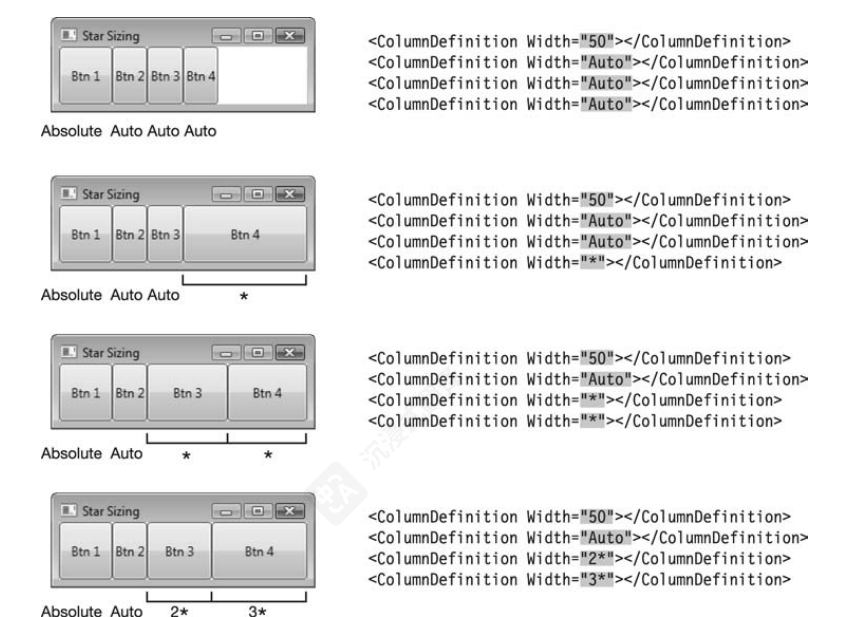 Star Sizing
Btn 1 Btn 2 Btn 3 Btn 4
Absolute Auto Auto Auto
<ColumnDefinition Width="50"></ColumnDefinition>
<ColumnDefinition Width="Auto"></ColumnDefinition>
<ColumnDefinition Width="Auto"></ColumnDefinition>
<ColumnDefinition Width="Auto"></ColumnDefinition>
Star Sizing
Btn 1 Btn 2 Btn 3 Btn 4
Absolute Auto Auto *
<ColumnDefinition Width="50"></ColumnDefinition>
<ColumnDefinition Width="Auto"></ColumnDefinition>
<ColumnDefinition Width="Auto"></ColumnDefinition>
<ColumnDefinition Width="*"></ColumnDefinition>
Star Sizing
Btn 1 Btn 2 Btn 3 Btn 4
Absolute Auto * *
<ColumnDefinition Width="50"></ColumnDefinition>
<ColumnDefinition Width="Auto"></ColumnDefinition>
<ColumnDefinition Width="*"></ColumnDefinition>
<ColumnDefinition Width="*"></ColumnDefinition>
Star Sizing
Btn 1 Btn 2 Btn 3 Btn 4
Absolute Auto 2* 3*
<ColumnDefinition Width="50"></ColumnDefinition>
<ColumnDefinition Width="Auto"></ColumnDefinition>
<ColumnDefinition Width="2*"></ColumnDefinition>
<ColumnDefinition Width="3*"></ColumnDefinition>